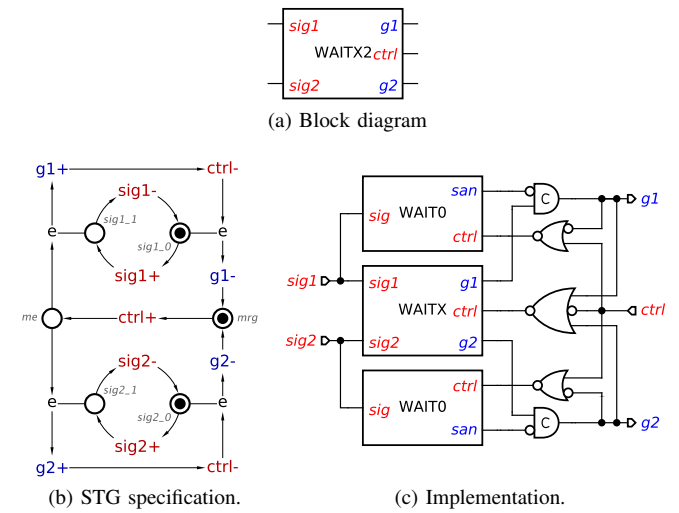 sig1 g1
WAITX2 ctrl
sig2 g2
(a) Block diagram
g1+ ctrl-
sig1-
e sig1_1 sig1_0 e
sig1+
g1-
me ctrl+ mrg
sig2-
g2-
e sig2_1 sig2_0 e
sig2+
g2+ ctrl-
(b) STG specification.
san C g1
sig WAIT0
ctrl
sig1 sig1 g1
WAITX ctrl ctrl
sig2 sig2 g2
ctrl
sig WAIT0
san C g2
(c) Implementation.